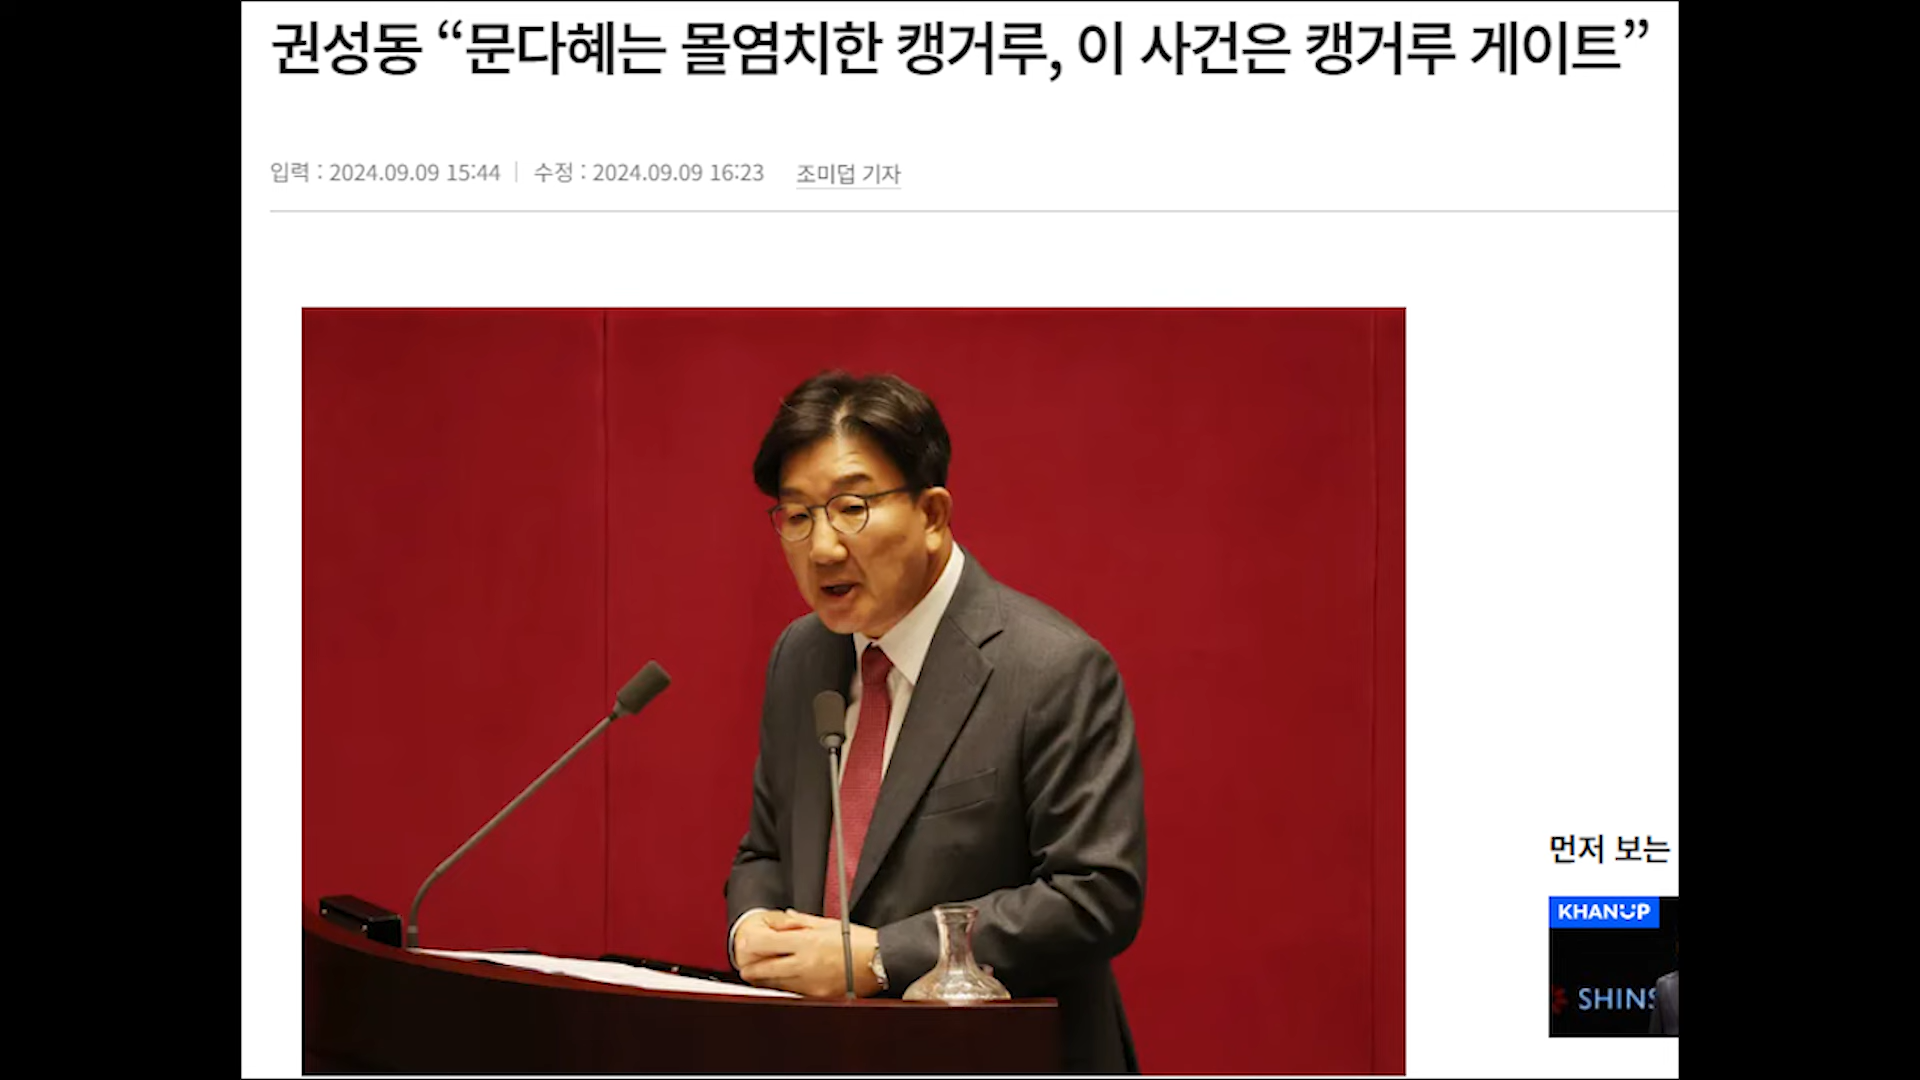 권성동 “문다혜는 몰염치한 캥거루, 이 사건은 캥거루 게이트”
입력 : 2024.09.09 15:44 | 수정 : 2024.09.09 16:23 조미덥 기자
먼저 보는
KHANUP
SHINS